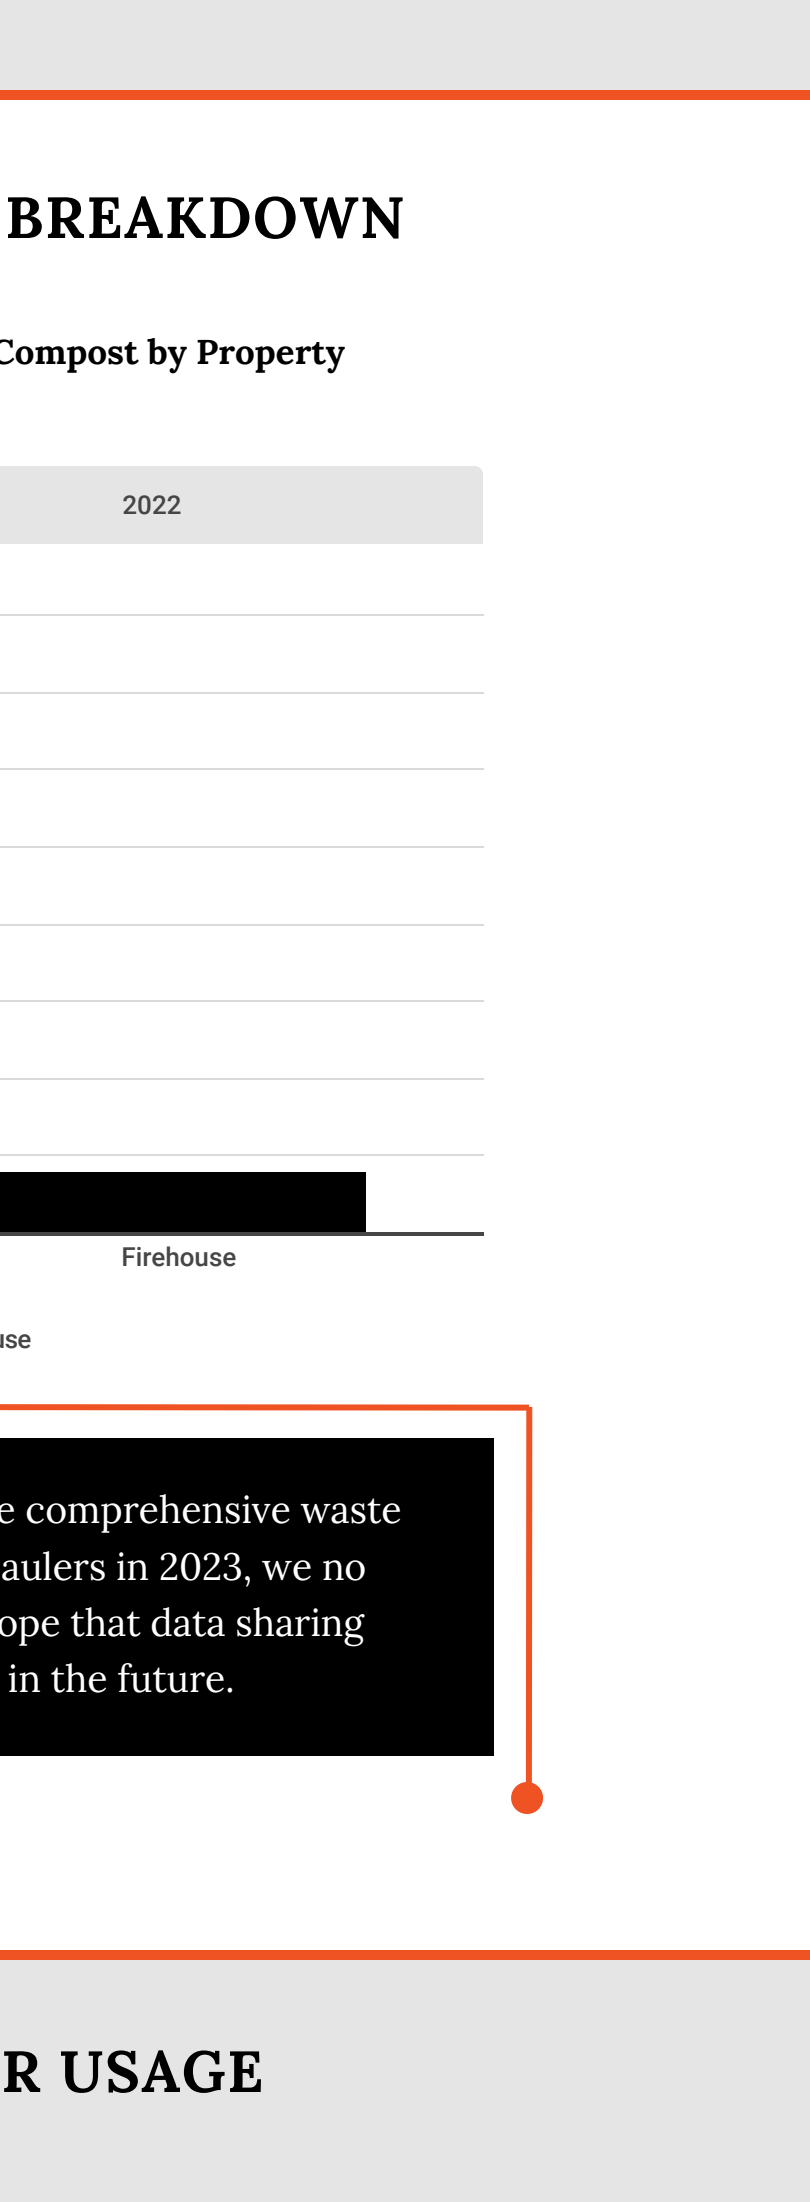 BREAKDOWN
Compost by Property
2022
Firehouse
use
e comprehensive waste
aulers in 2023, we no
ope that data sharing
in the future.
R USAGE